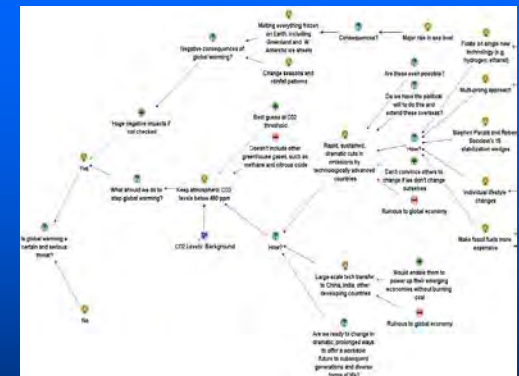 Melting everything frozen
on Earth, including
Greenland and W
Antarctic ice sheets
Consequences?
Major rise in sea level
Negative consequences of
global warming?
Change seasons and
rainfall patterns
Fixate on single new
technology (e.g.
hydrogen, ethanol)
Are these even possible?
Do we have the political
will to do this and
extend these overseas?
Multi-prong approach
Huge negative impacts if
not checked
Best guess at CO2
threshold
Doesn't include other
greenhouse gases, such as
methane and nitrous oxide
Rapid, sustained,
dramatic cuts in
emissions by
technologically advanced
countries
How?
Stephen Pacala and Rober
Socolow's 15
stabilization wedges
Can't convince others to
change if we don't change
ourselves
Individual lifestyle
changes
Ruinous to global economy
Make fossil fuels more
expensive
Yes
What should we do to
stop global warming?
Keep atmospheric CO2
levels below 450 ppm
CO2 Levels: Background
How?
Is global warming a
certain and serious
threat?
Large-scale tech transfer
to China, India, other
developing countries
Would enable them to
power up their emerging
economies without burning
coal
Ruinous to global economy
No
Are we ready to change in
dramatic, prolonged ways
to offer a workable
future to subsequent
generations and diverse
forms of life?